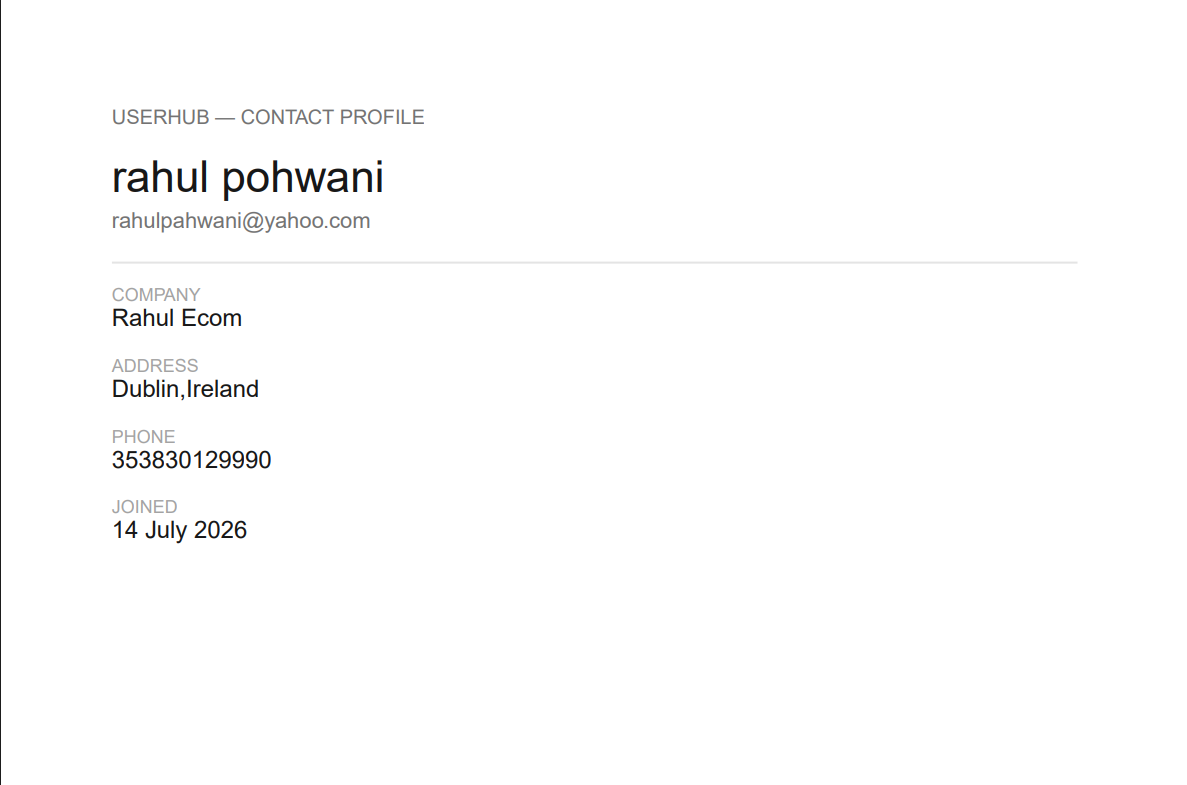 USERHUB — CONTACT PROFILE
rahul pohwani
rahulpahwani@yahoo.com
COMPANY
Rahul Ecom
ADDRESS
Dublin,Ireland
PHONE
353830129990
JOINED
14 July 2026